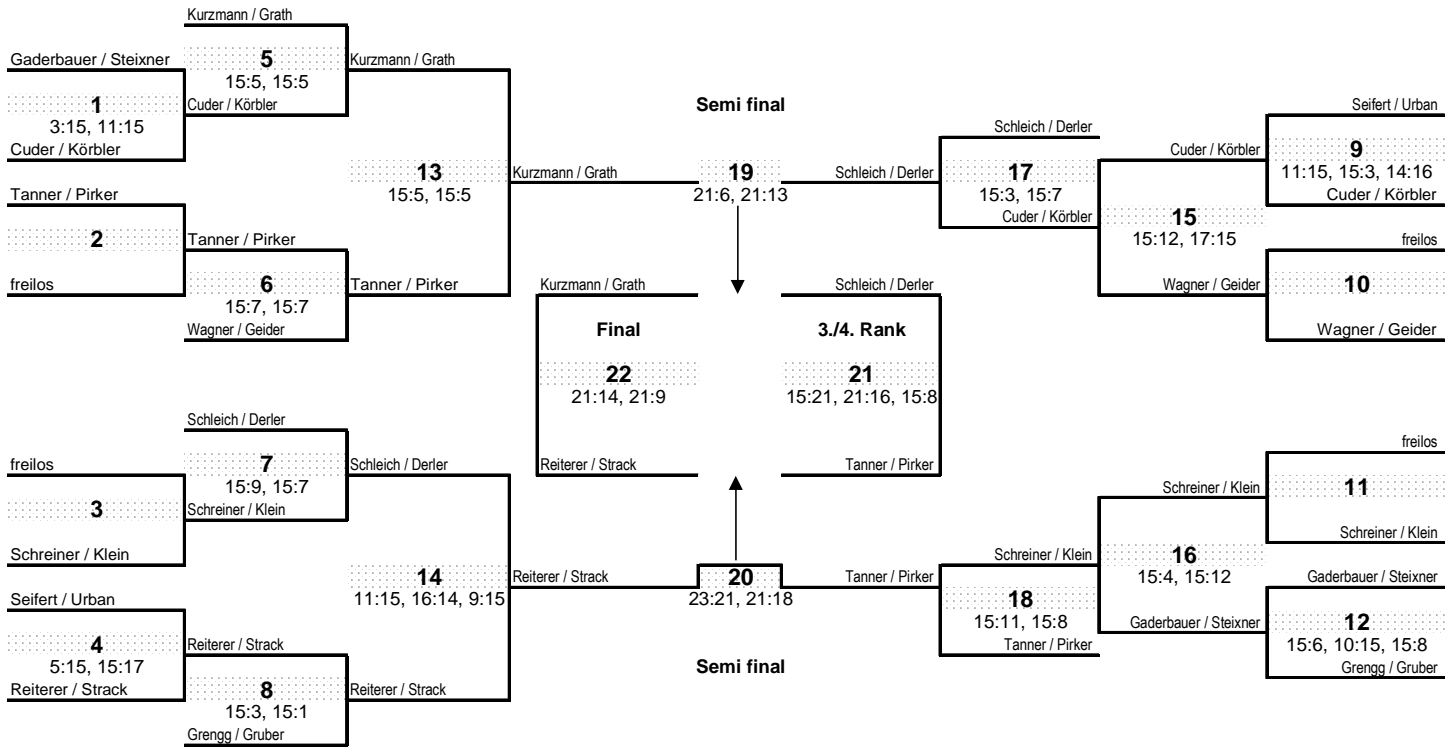 Kurzmann / Grath
Gaderbauer / Steixner
5
Kurzmann / Grath
15:5, 15:5
1
Cuder / Körbler
3:15, 11:15
Cuder / Körbler
13
Kurzmann / Grath
15:5, 15:5
Tanner / Pirker
2
Tanner / Pirker
freilos
6
Tanner / Pirker
15:7, 15:7
Wagner / Geider
Schleich / Derler
freilos
7
Schleich / Derler
15:9, 15:7
3
Schreiner / Klein
Schreiner / Klein
14
Reiterer / Strack
11:15, 16:14, 9:15
Seifert / Urban
4
Reiterer / Strack
5:15, 15:17
Reiterer / Strack
8
Reiterer / Strack
15:3, 15:1
Grengg / Gruber
Semi final
19
21:6, 21:13
Kurzmann / Grath
Final
22
21:14, 21:9
Reiterer / Strack
Schleich / Derler
3./4. Rank
21
15:21, 21:16, 15:8
Tanner / Pirker
20
23:21, 21:18
Semi final
Schleich / Derler
Schleich / Derler
17
15:3, 15:7
Cuder / Körbler
Cuder / Körbler
15
15:12, 17:15
Wagner / Geider
Seifert / Urban
9
11:15, 15:3, 14:16
Cuder / Körbler
freilos
10
Wagner / Geider
Tanner / Pirker
Schreiner / Klein
18
15:11, 15:8
Tanner / Pirker
Schreiner / Klein
16
15:4, 15:12
Gaderbauer / Steixner
freilos
11
Schreiner / Klein
Gaderbauer / Steixner
12
15:6, 10:15, 15:8
Grengg / Gruber